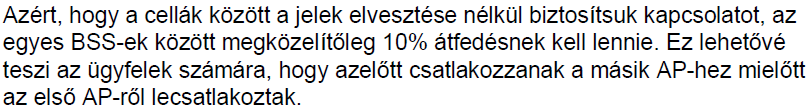 Azért, hogy a cellák között a jelek elvesztése nélkül biztosítsuk kapcsolatot, az
egyes BSS-ek között megközelítőleg 10% átfedésnek kell lennie. Ez lehetővé
teszi az ügyfelek számára, hogy azelőtt csatlakozzanak a másik AP-hez mielőtt
az első AP-ről lecsatlakoztak.